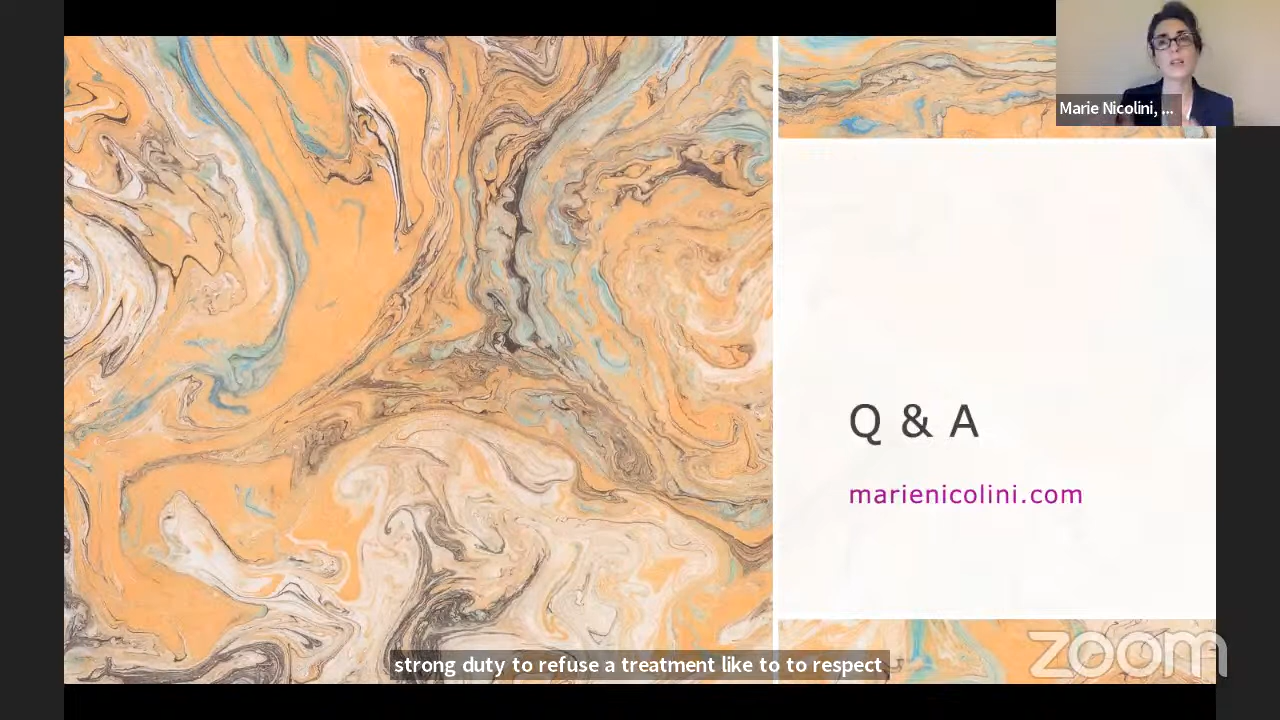 Marie Nicolini, ...
Q & A
marienicolini.com
zoom
strong duty to refuse a treatment like to to respect